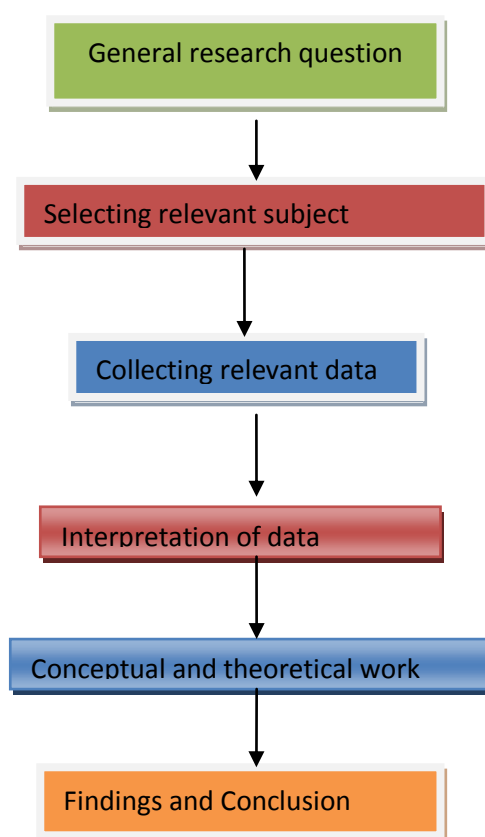 General research question
Selecting relevant subject
Collecting relevant data
Interpretation of data
Conceptual and theoretical work
Findings and Conclusion